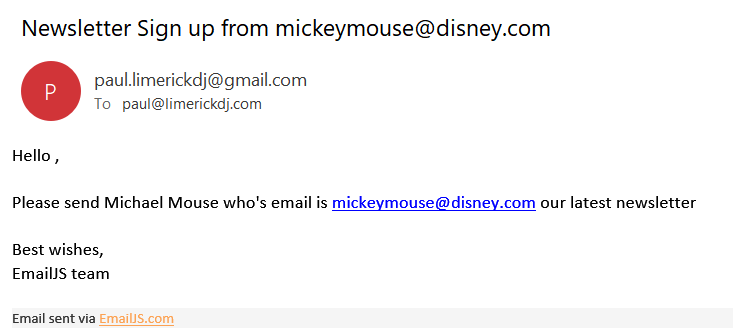 Newsletter Sign up from mickeymouse@disney.com
P
paul.limerickdj@gmail.com
To paul@limerickdj.com
Hello ,
Please send Michael Mouse who's email is mickeymouse@disney.com our latest newsletter
Best wishes,
EmailJS team
Email sent via EmailJS.com